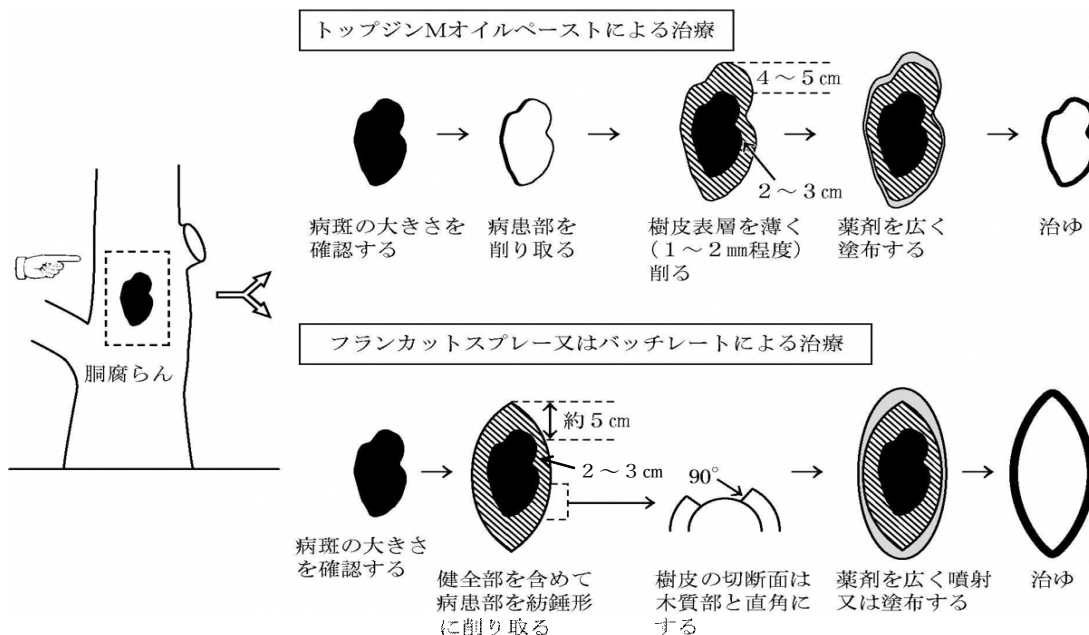 トップジンMオイルペーストによる治療
4～5cm
2～3cm
病斑の大きさを
確認する
病患部を
削り取る
樹皮表層を薄く
(1～2㎜程度)
削る
薬剤を広く
塗布する
治ゆ
胴腐らん
フランカットスプレー又はバッチレートによる治療
約5cm
2～3cm
90°
病斑の大きさ
を確認する
健全部を含めて
病患部を紡錘形
に削り取る
樹皮の切断面は
木質部と直角に
する
薬剤を広く噴射
又は塗布する
治ゆ